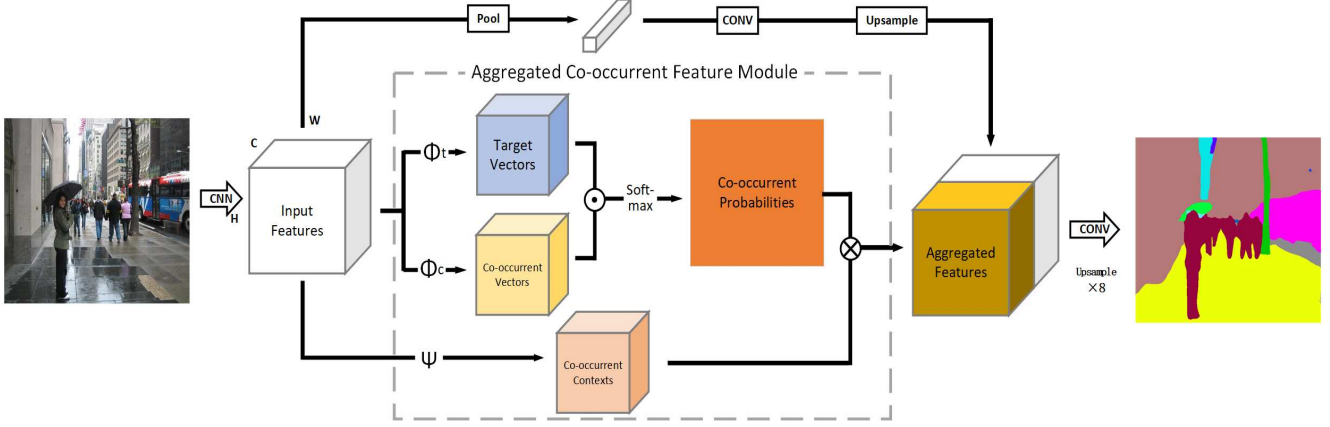 Pool
CONV
Upsample
Aggregated Co-occurrent Feature Module
W
C
H
CNN
Input
Features
Φt
Target
Vectors
Φc
Co-occurrent
Vectors
Soft-
max
Co-occurrent
Probabilities
Ψ
Co-occurrent
Contexts
Aggregated
Features
CONV
Upsample
×8